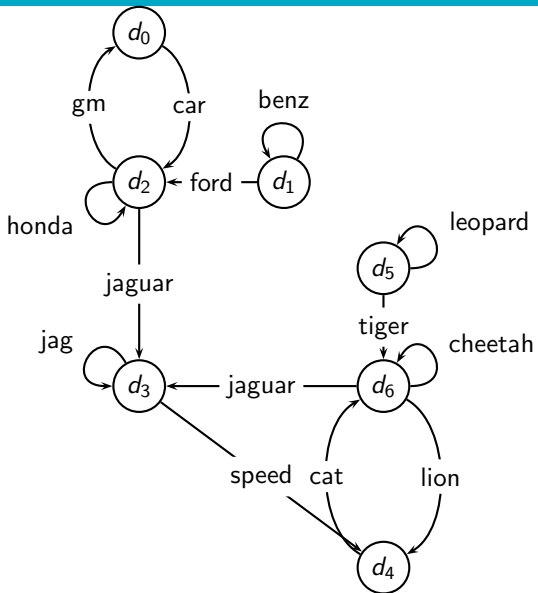 d0
gm
car
benz
d2
ford
d1
honda
leopard
d5
jaguar
tiger
jag
cheetah
d3
jaguar
d6
speed
cat
lion
d4